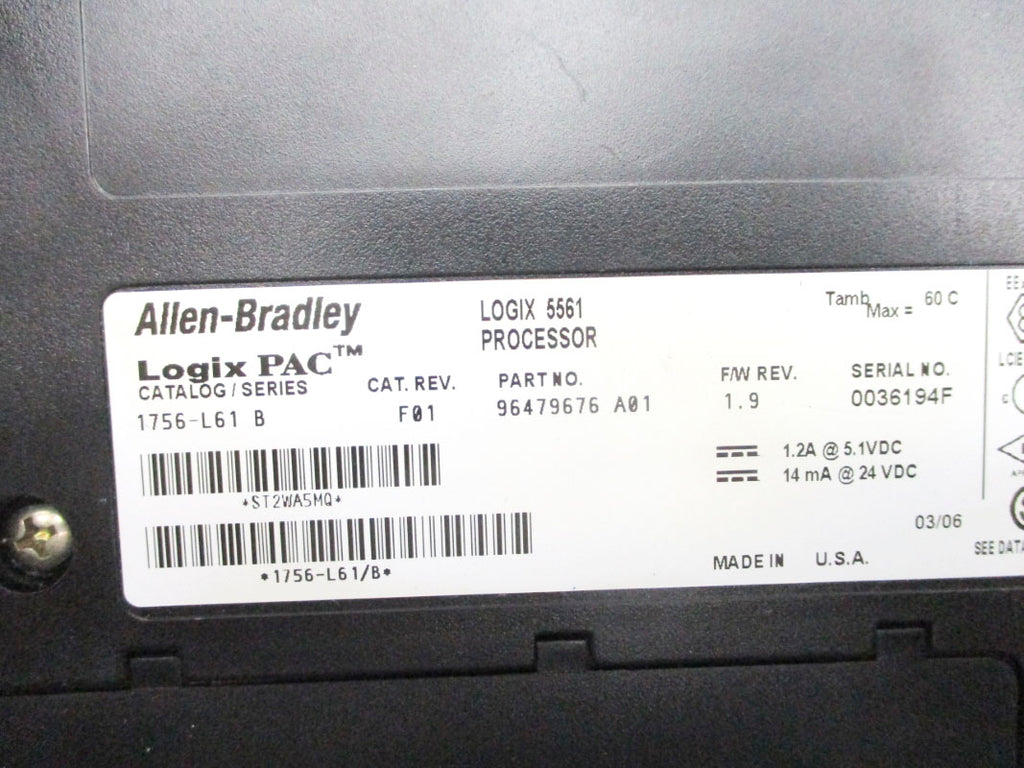 Allen-Bradley
Logix PAC™
LOGIX 5561
PROCESSOR
Tamb Max = 60 C
CATALOG/SERIES
1756-L61 B
CAT. REV.
F01
PART NO.
96479676 A01
F/W REV.
1.9
SERIAL NO.
0036194F
*ST2WA5MQ*
*1756-L61/B*
1.2A @ 5.1VDC
14 mA @ 24 VDC
03/06
MADE IN U.S.A.
LCIE
SEE DATA